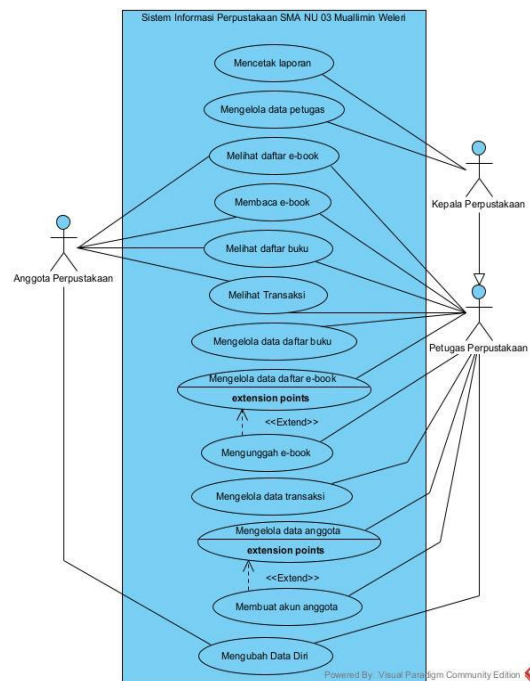 Sistem Informasi Perpustakaan SMA NU 03 Muallimin Weleri
Mencetak laporan
Mengelola data petugas
Melihat daftar e-book
Membaca e-book
Melihat daftar buku
Melihat Transaksi
Mengelola data daftar buku
Mengelola data daftar e-book
extension points
<<Extend>>
Mengunggah e-book
Mengelola data transaksi
Mengelola data anggota
extension points
<<Extend>>
Membuat akun anggota
Mengubah Data Diri
Anggota Perpustakaan
Kepala Perpustakaan
Petugas Perpustakaan
Powered By Visual Paradigm Community Edition